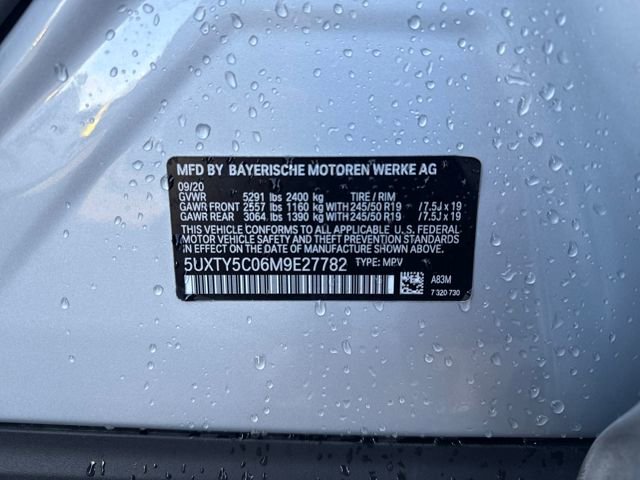 MFD BY BAYERISCHE MOTOREN WERKE AG
09/20
GVWR 5291 lbs 2400 kg TIRE / RIM
GAWR FRONT 2557 lbs 1160 kg WITH 245/50 R19 /7.5J x 19
GAWR REAR 3064 lbs 1390 kg WITH 245/50 R19 /7.5J x 19
THIS VEHICLE CONFORMS TO ALL APPLICABLE U.S. FEDERAL
MOTOR VEHICLE SAFETY, BUMPER, AND THEFT PREVENTION
STANDARDS IN EFFECT ON THE DATE OF MANUFACTURE SHOWN ABOVE.
5UXTY5C06M9E27782 TYPE: MPV
A83M
7 320 730